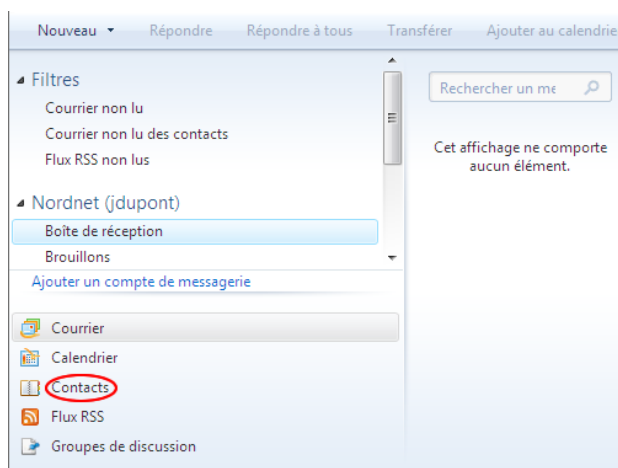 Nouveau Répondre Répondre à tous Transférer Ajouter au calendrie
Filtres
Courrier non lu
Courrier non lu des contacts
Flux RSS non lus
Nordnet (jdupont)
Boîte de réception
Brouillons
Ajouter un compte de messagerie
Courrier
Calendrier
Contacts
Flux RSS
Groupes de discussion
Rechercher un me
Cet affichage ne comporte
aucun élément.